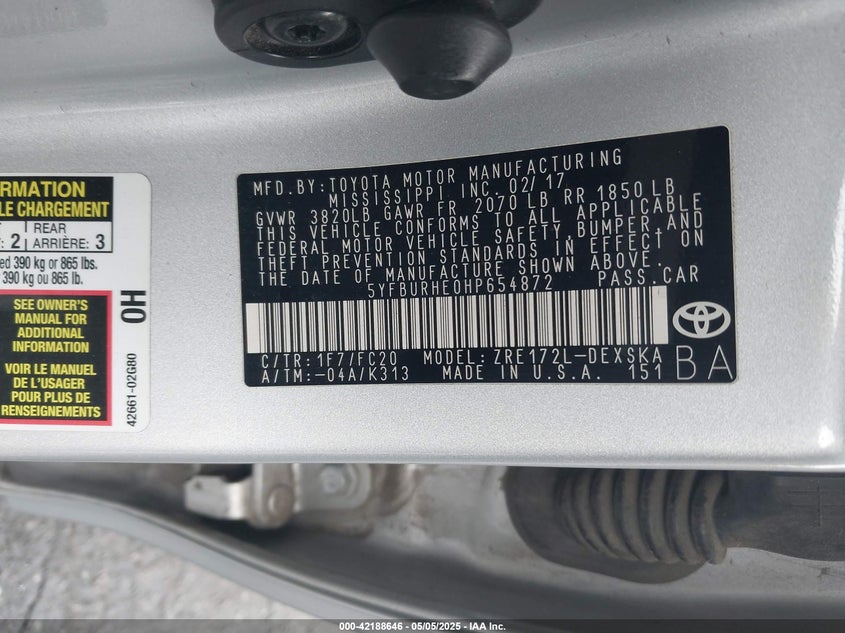 RMATION
LE CHARGEMENT
2
REAR
ARRIÈRE 3
ed 390 kg or 865 lbs.
390 kg ou 865 lb.
SEE OWNER'S
MANUAL FOR
ADDITIONAL
INFORMATION
VOIR LE MANUEL
DE L'USAGER
POUR PLUS DE
RENSEIGNEMENTS
0H
42661-02G80
MFD.BY:TOYOTA MOTOR MANUFACTURING
MISSISSIPPI INC. 02/17
GVWR 3820LB GAWR FR 2070 LB RR 1850 LB
THIS VEHICLE CONFORMS TO ALL APPLICABLE
FEDERAL MOTOR VEHICLE SAFETY,BUMPER,AND
THEFT PREVENTION STANDARDS IN EFFECT ON
THE DATE OF MANUFACTURE SHOWN ABOVE.
5YFBURHE0HP654872 PASS.CAR
C/TR:1F7/FC20 MODEL:ZRE172L-DEXSKA
A/TM:-04A/K313 MADE IN U.S.A. 151
BA
000-42188646 - 05/05/2025 - IAA Inc.